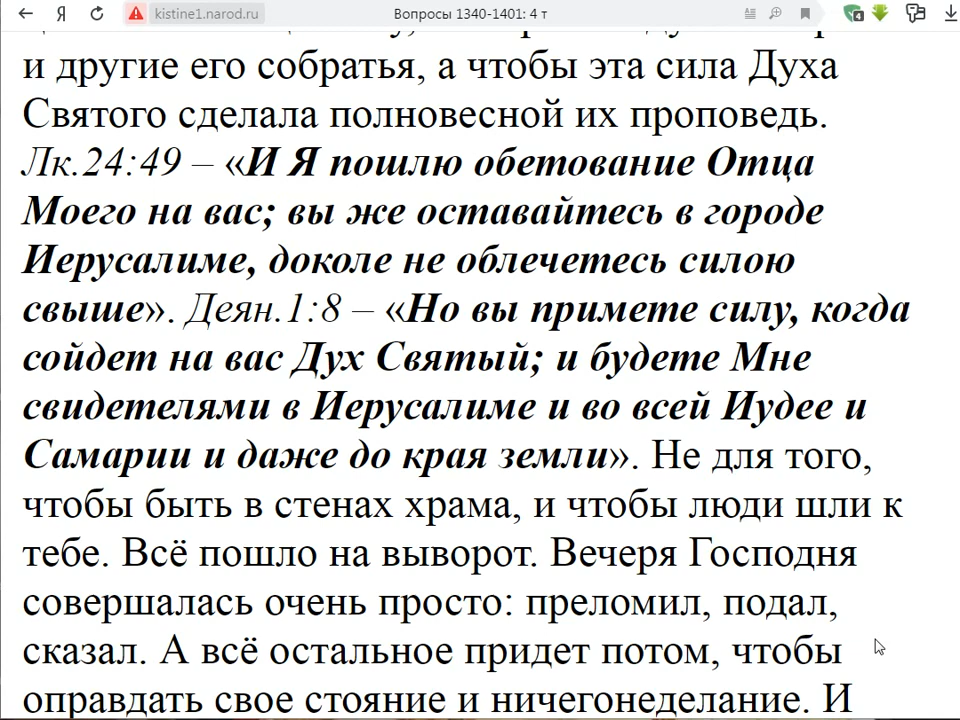 Я
kistine1.narod.ru
Вопросы 1340-1401: 4 т
4
и другие его собратья, а чтобы эта сила Духа
Святого сделала полновесной их проповедь.
Лк.24:49 – «И Я пошлю обетование Отца
Моего на вас; вы же оставайтесь в городе
Иерусалиме, доколе не облечетесь силою
свыше». Деян.1:8 – «Но вы примете силу, когда
сойдет на вас Дух Святый; и будете Мне
свидетелями в Иерусалиме и во всей Иудее и
Самарии и даже до края земли». Не для того,
чтобы быть в стенах храма, и чтобы люди шли к
тебе. Всё пошло на выворот. Вечеря Господня
совершалась очень просто: преломил, подал,
сказал. А всё остальное придет потом, чтобы
оправдать свое стояние и ничегонеделание. И